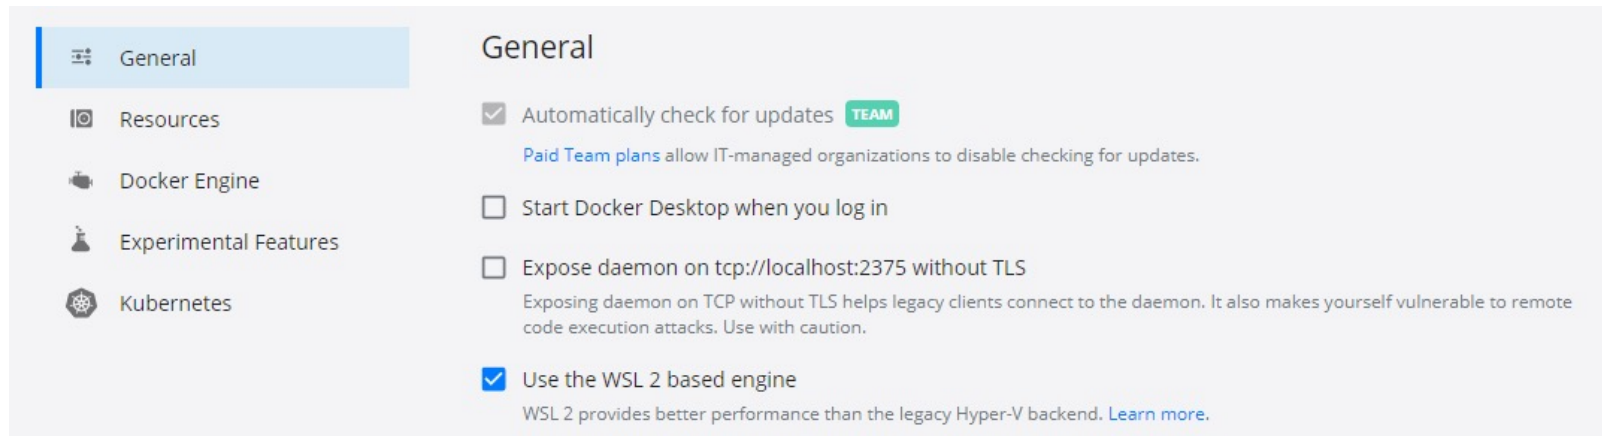 General
Resources
Docker Engine
Experimental Features
Kubernetes
General
Automatically check for updates TEAM
Paid Team plans allow IT-managed organizations to disable checking for updates.
Start Docker Desktop when you log in
Expose daemon on tcp://localhost:2375 without TLS
Exposing daemon on TCP without TLS helps legacy clients connect to the daemon. It also makes yourself vulnerable to remote
code execution attacks. Use with caution.
Use the WSL 2 based engine
WSL 2 provides better performance than the legacy Hyper-V backend. Learn more.